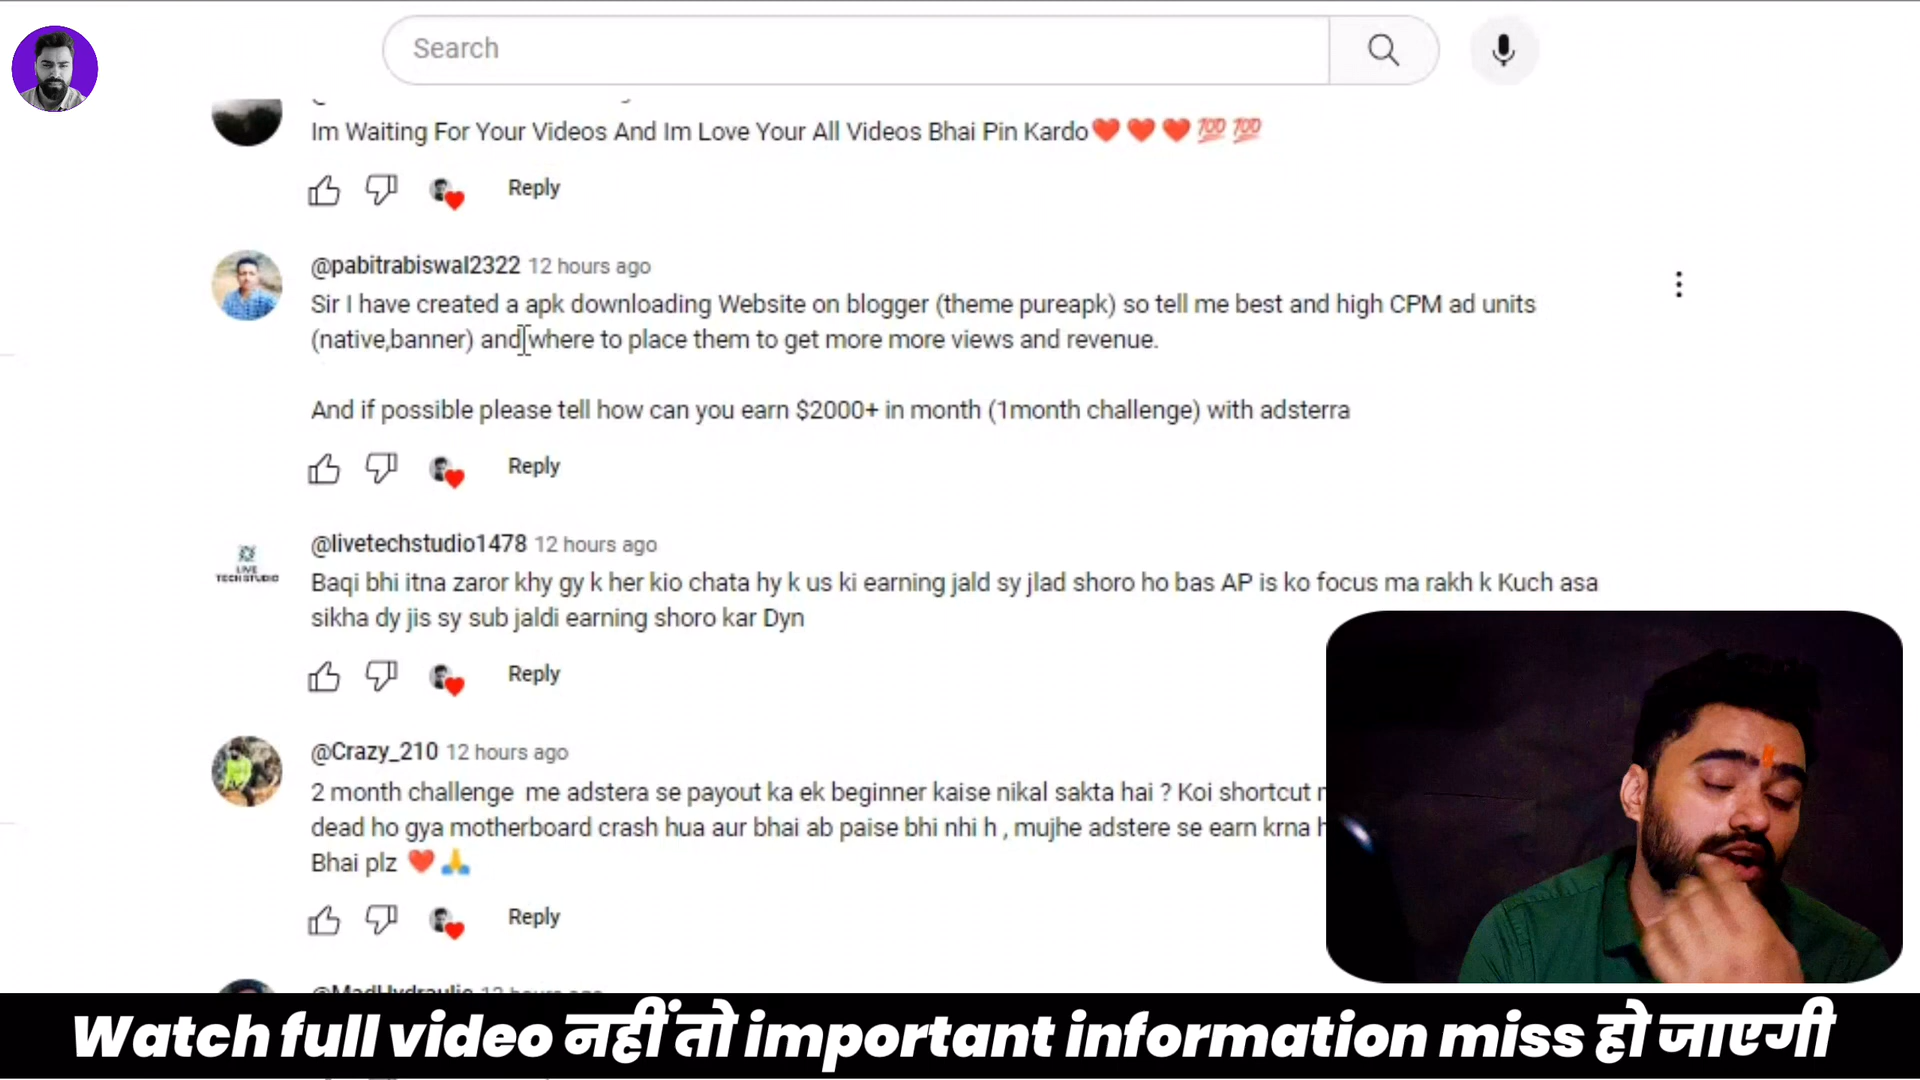 Search
Im Waiting For Your Videos And Im Love Your All Videos Bhai Pin Kardo❤️❤️❤️💯💯
Reply
@pabitrabiswal2322 12 hours ago
Sir I have created a apk downloading Website on blogger (theme pureapk) so tell me best and high CPM ad units
(native,banner) and where to place them to get more more views and revenue.
And if possible please tell how can you earn $2000+ in month (1month challenge) with adsterra
Reply
LIVE
TECH STUDIO
@livetechstudio1478 12 hours ago
Baqi bhi itna zaror khy gy k her kio chata hy k us ki earning jald sy jlad shoro ho bas AP is ko focus ma rakh k Kuch asa
sikha dy jis sy sub jaldi earning shoro kar Dyn
Reply
@Crazy_210 12 hours ago
2 month challenge me adstera se payout ka ek beginner kaise nikal sakta hai ? Koi shortcut
dead ho gya motherboard crash hua aur bhai ab paise bhi nhi h , mujhe adstere se earn krna
Bhai plz ❤️🙏
Reply
@MadHydraulic 12 hours ago
Watch full video नहीं तो important information miss हो जाएगी